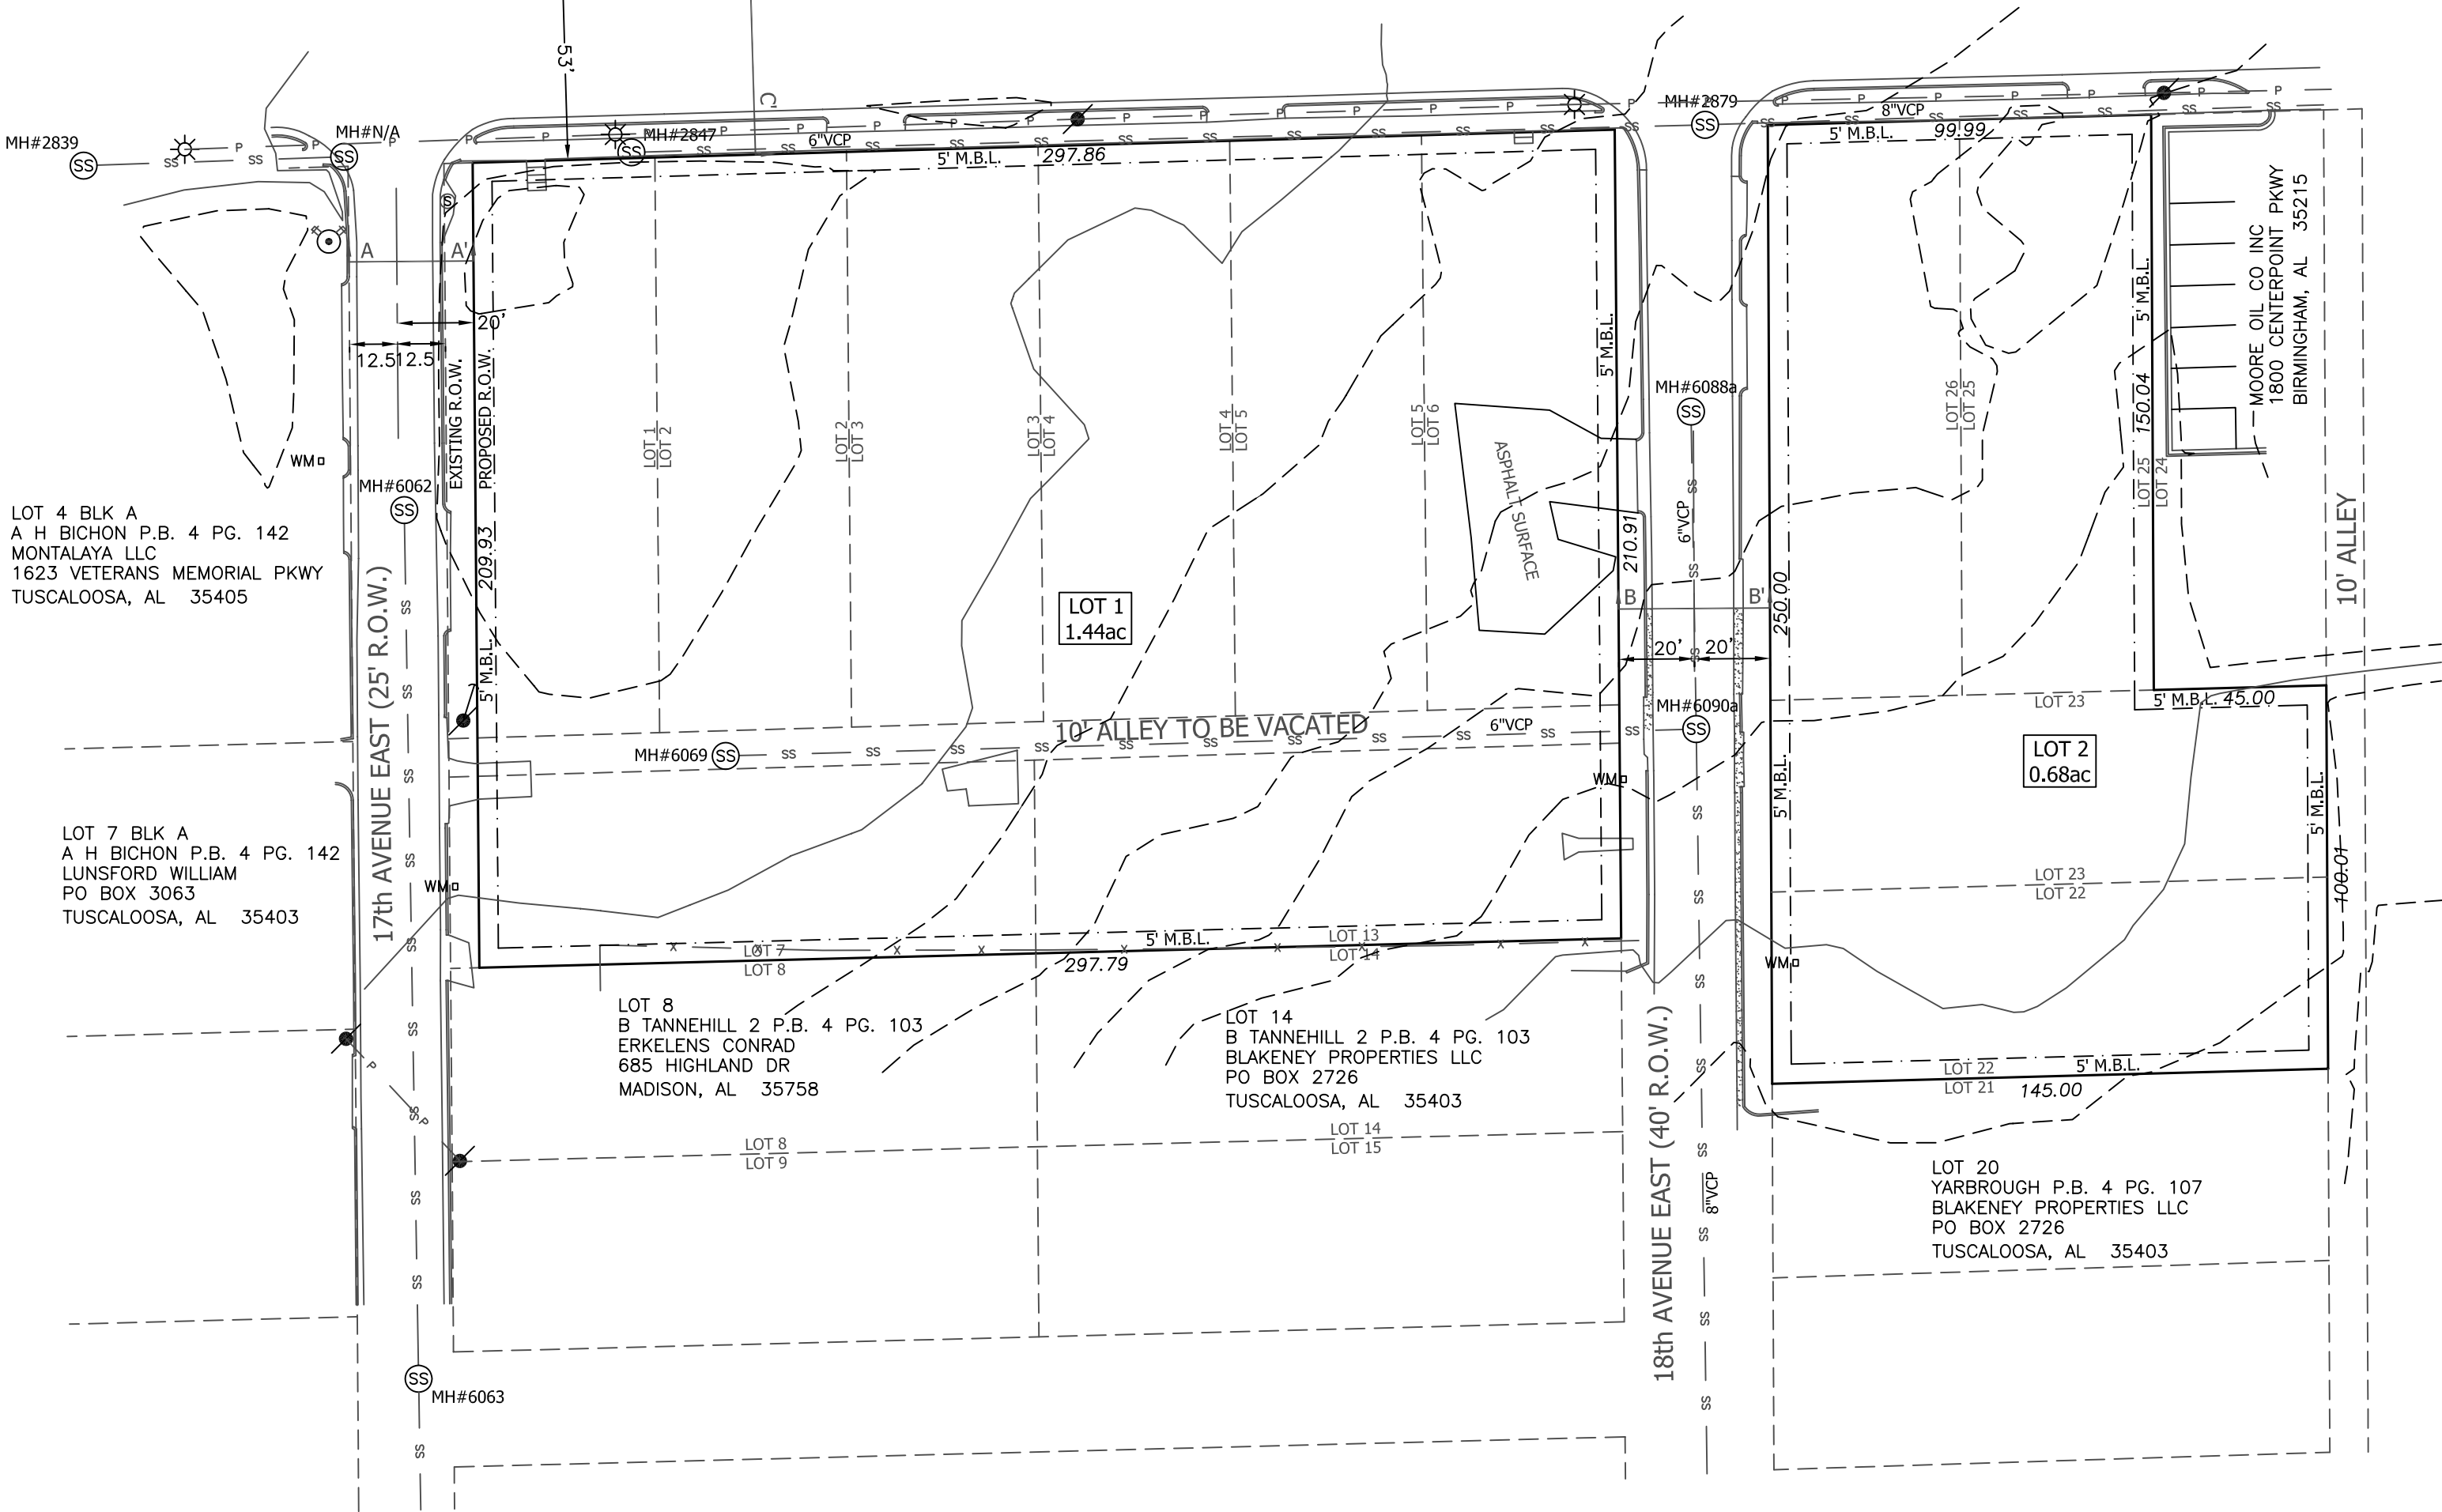 53'
C'
MH#2839
MH#N/A
MH#2847
MH#2879
SS
SS
SS
SS
6"VCP
8"VCP
5' M.B.L.
297.86
5' M.B.L.
99.99
S
A
A'
20'
12.5
12.5
EXISTING R.O.W.
PROPOSED R.O.W.
209.93
5' M.B.L.
WM
MH#6062
SS
LOT 1
LOT 2
LOT 2
LOT 3
LOT 3
LOT 4
LOT 4
LOT 5
LOT 5
LOT 6
5' M.B.L.
ASPHALT SURFACE
210.91
MH#6088a
SS
6"VCP
B
B'
20'
20'
250.00
5' M.B.L.
LOT 26
LOT 25
5' M.B.L.
150.04
LOT 25
LOT 24
MOORE OIL CO INC
1800 CENTERPOINT PKWY
BIRMINGHAM, AL 35215
10' ALLEY
LOT 4 BLK A
A H BICHON P.B. 4 PG. 142
MONTALAYA LLC
1623 VETERANS MEMORIAL PKWY
TUSCALOOSA, AL 35405
17th AVENUE EAST (25' R.O.W.)
LOT 1
1.44ac
10' ALLEY TO BE VACATED
MH#6069
SS
6"VCP
MH#6090a
SS
WM
LOT 23
5' M.B.L.
45.00
LOT 2
0.68ac
5' M.B.L.
100.01
LOT 23
LOT 22
LOT 7 BLK A
A H BICHON P.B. 4 PG. 142
LUNSFORD WILLIAM
PO BOX 3063
TUSCALOOSA, AL 35403
WM
LOT 7
LOT 8
5' M.B.L.
297.79
LOT 13
LOT 14
WM
LOT 8
B TANNEHILL 2 P.B. 4 PG. 103
ERKELENS CONRAD
685 HIGHLAND DR
MADISON, AL 35758
LOT 14
B TANNEHILL 2 P.B. 4 PG. 103
BLAKENEY PROPERTIES LLC
PO BOX 2726
TUSCALOOSA, AL 35403
18th AVENUE EAST (40' R.O.W.)
8"VCP
LOT 22
LOT 21
5' M.B.L.
145.00
LOT 8
LOT 9
LOT 14
LOT 15
LOT 20
YARBROUGH P.B. 4 PG. 107
BLAKENEY PROPERTIES LLC
PO BOX 2726
TUSCALOOSA, AL 35403
SS
MH#6063